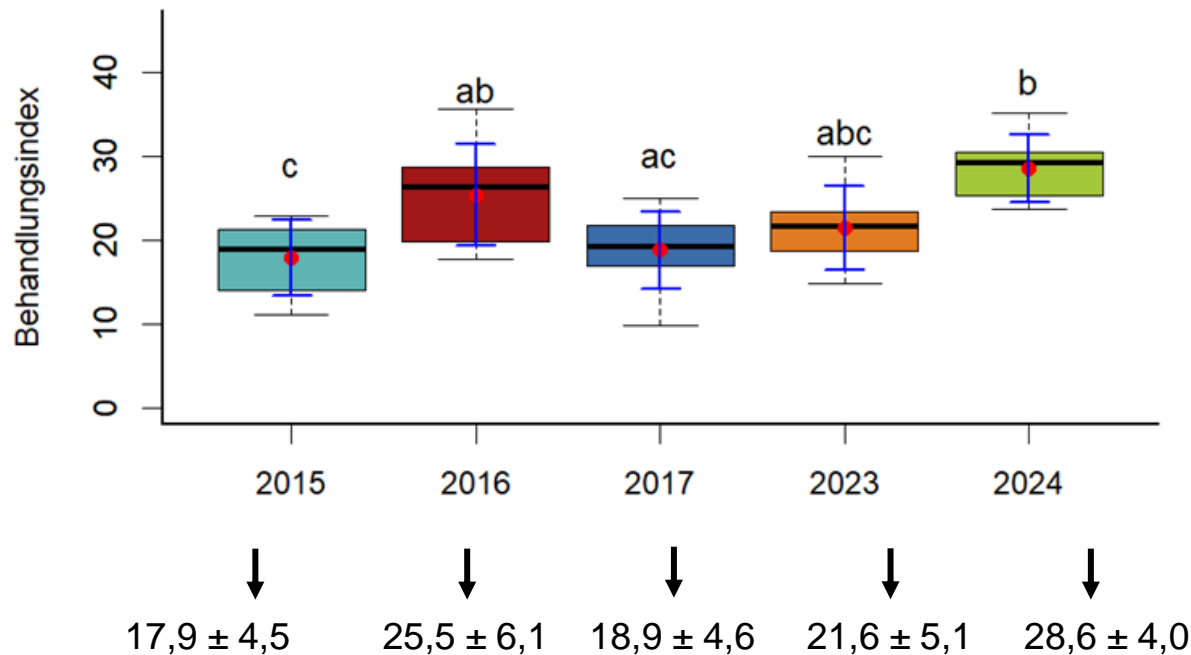 Behandlungsindex
40
30
20
10
0
c
ab
ac
abc
b
2015 2016 2017 2023 2024
17,9 ± 4,5 25,5 ± 6,1 18,9 ± 4,6 21,6 ± 5,1 28,6 ± 4,0